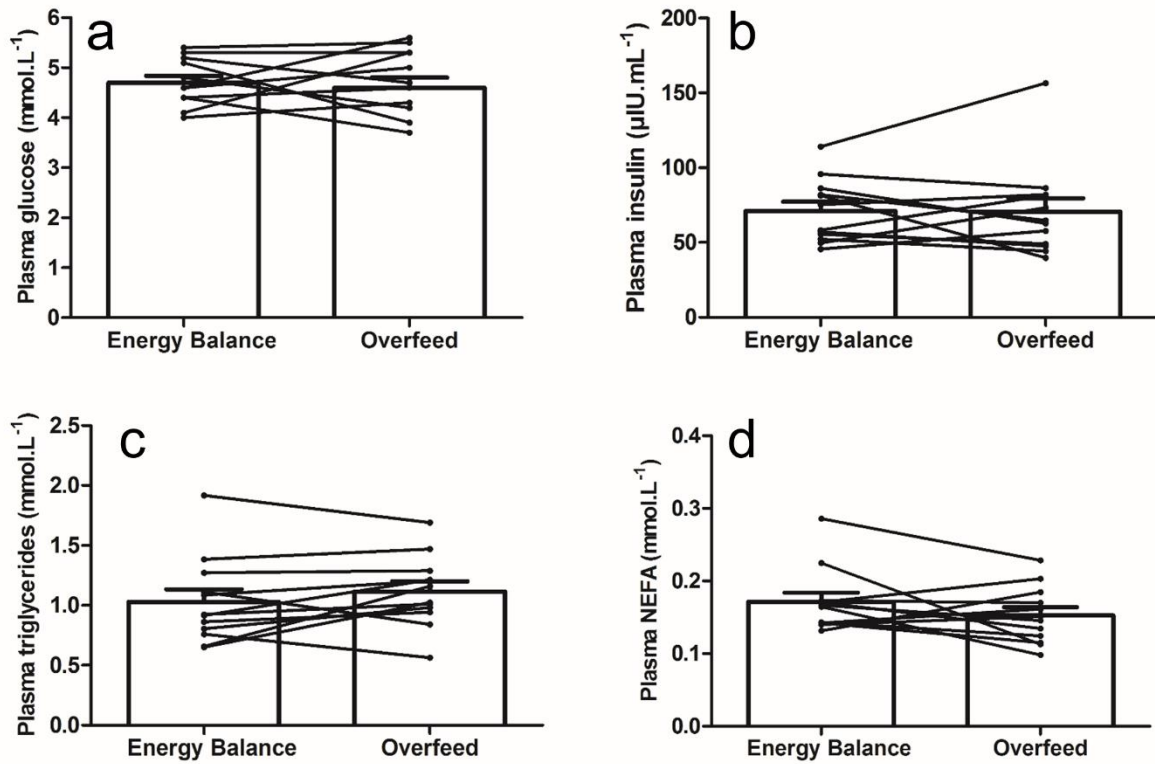 a
Plasma glucose (mmol.L⁻¹)
6
5
4
3
2
1
0
Energy Balance Overfeed
b
Plasma insulin (µIU.mL⁻¹)
200
150
100
50
0
Energy Balance Overfeed
c
Plasma triglycerides (mmol.L⁻¹)
2.5
2.0
1.5
1.0
0.5
0.0
Energy Balance Overfeed
d
Plasma NEFA (mmol.L⁻¹)
0.4
0.3
0.2
0.1
0.0
Energy Balance Overfeed